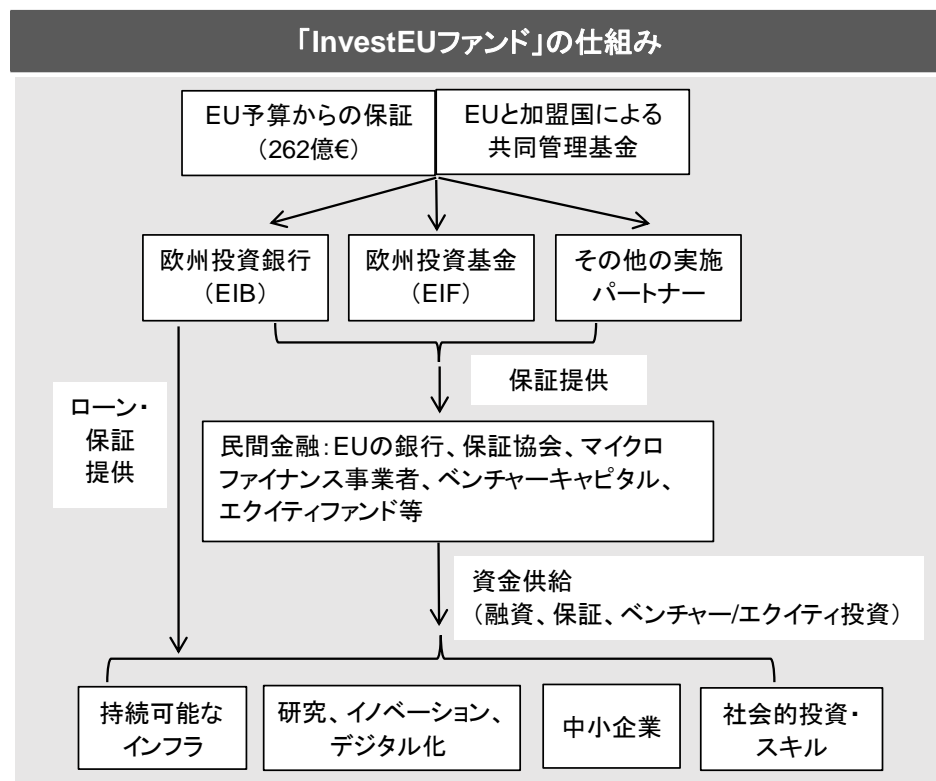 「InvestEUファンド」の仕組み
EU予算からの保証
（262億€）
EUと加盟国による
共同管理基金
欧州投資銀行
（EIB）
欧州投資基金
（EIF）
その他の実施
パートナー
保証提供
ローン・
保証
提供
民間金融：EUの銀行、保証協会、マイクロ
ファイナンス事業者、ベンチャーキャピタル、
エクイティファンド等
資金供給
（融資、保証、ベンチャー/エクイティ投資）
持続可能な
インフラ
研究、イノベーション、
デジタル化
中小企業
社会的投資・
スキル